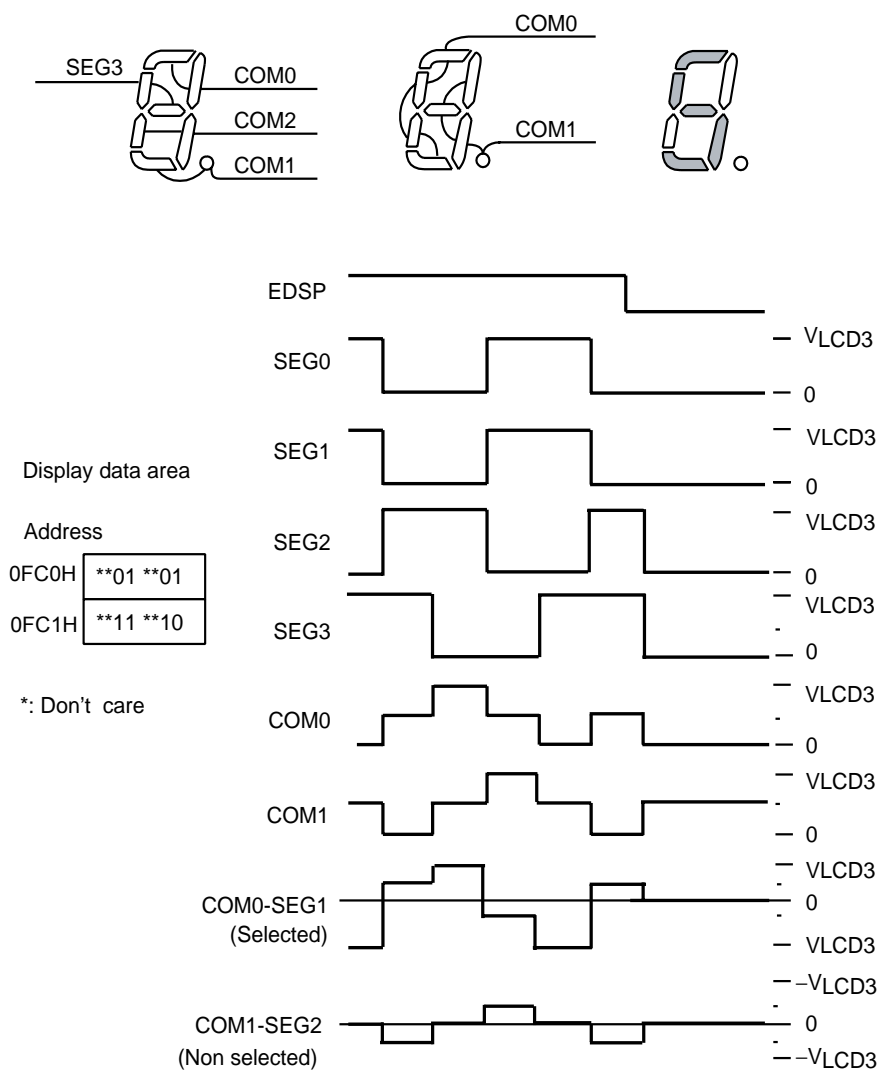 COM0
SEG3
COM0
COM2
COM1
COM1
EDSP
VLCD3
SEG0
0
VLCD3
SEG1
0
Display data area
VLCD3
Address
SEG2
0FC0H **01 **01
0
VLCD3
0FC1H **11 **10
SEG3
0
*: Don't care
VLCD3
COM0
0
VLCD3
COM1
0
VLCD3
COM0-SEG1
0
(Selected)
VLCD3
−VLCD3
COM1-SEG2
0
(Non selected)
−VLCD3